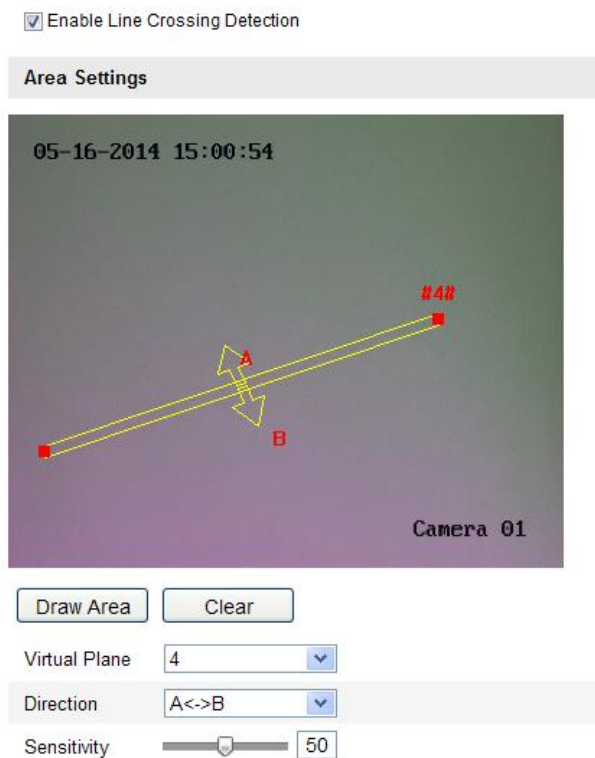 Enable Line Crossing Detection
Area Settings
05-16-2014 15:00:54
#4#
A
B
Camera 01
Draw Area Clear
Virtual Plane 4
Direction A<->B
Sensitivity 50